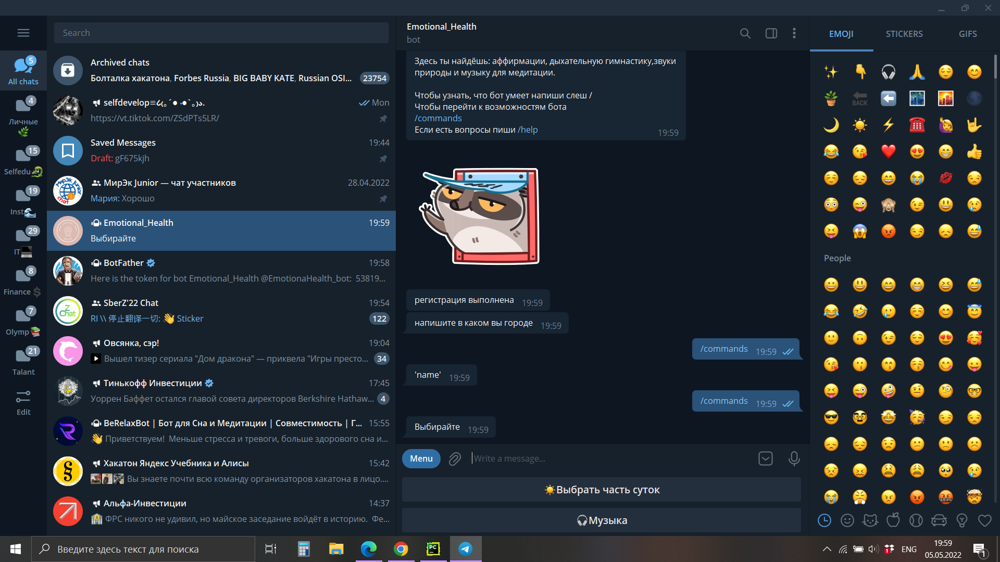 Search
5
All chats
4
Личные
15
Selfedu
19
Inst
29
IT
8
Finance
7
Olymp
21
Talant
Edit
Archived chats
Болталка хакатона, Forbes Russia, BIG BABY KATE, Russian OSI...
23754
Mon
https://vt.tiktok.com/ZSdPTs5LR/
Saved Messages
19:44
Draft: gF675kjh
МирЭк Junior — чат участников
28.04.2022
Мария: Хорошо
Emotional_Health
19:59
Выбирайте
BotFather
19:58
Here is the token for bot Emotional_Health @EmotionaHealth_bot: 53819...
SberZ'22 Chat
19:54
RI \\ 停止翻译一切: 👋 Sticker
122
Z Chat
Овсянка, сэр!
19:04
Вышел тизер сериала "Дом дракона" — приквела "Игры престо...
34
Тинькофф Инвестиции
17:45
Уоррен Баффет остался главой совета директоров Berkshire Hathaw...
4
BeRelaxBot | Бот для Сна и Медитации | Совместимость | Г...
15:55
👋 Приветствуем! Меньше стресса и тревоги, больше здорового сна и...
Хакатон Яндекс Учебника и Алисы
15:42
Вы знаете почти всю команду организаторов хакатона в лицо....
Альфа-Инвестиции
14:37
ФРС никого не удивил, но майское заседание войдёт в историю. Фе...
Emotional_Health
bot
Здесь ты найдёшь: аффирмации, дыхательную гимнастику,звуки
природы и музыку для медитации.
Чтобы узнать, что бот умеет напиши слеш /
Чтобы перейти к возможностям бота
/commands
Если есть вопросы пиши /help
19:59
регистрация выполнена 19:59
напишите в каком вы городе 19:59
/commands 19:59
'name' 19:59
/commands 19:59
Выбирайте 19:59
Menu
Write a message...
☀️Выбрать часть суток
🎧Музыка
EMOJI
STICKERS
GIFS
BACK
People
Введите здесь текст для поиска
PC
1
ENG
19:59
05.05.2022
1